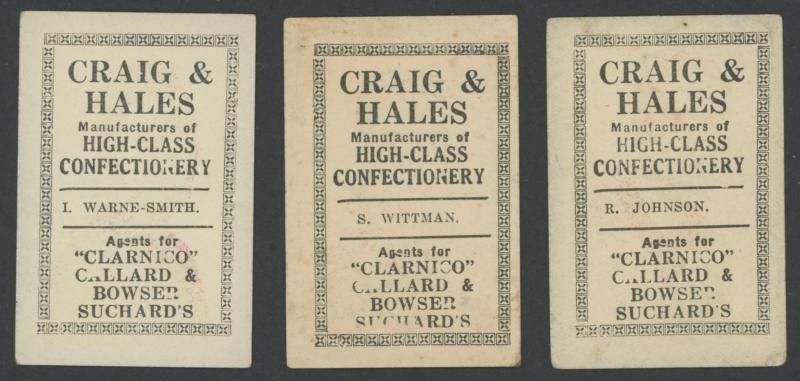 CRAIG &
HALES
Manufacturers of
HIGH-CLASS
CONFECTIONERY
I. WARNE-SMITH.
Agents for
"CLARNICO"
CALLARD &
BOWSER
SUCHARD'S
CRAIG &
HALES
Manufacturers of
HIGH-CLASS
CONFECTIONERY
S. WITTMAN.
Agents for
"CLARNICO"
CALLARD &
BOWSER
SUCHARD'S
CRAIG &
HALES
Manufacturers of
HIGH-CLASS
CONFECTIONERY
R. JOHNSON.
Agents for
"CLARNICO"
CALLARD &
BOWSER
SUCHARD'S